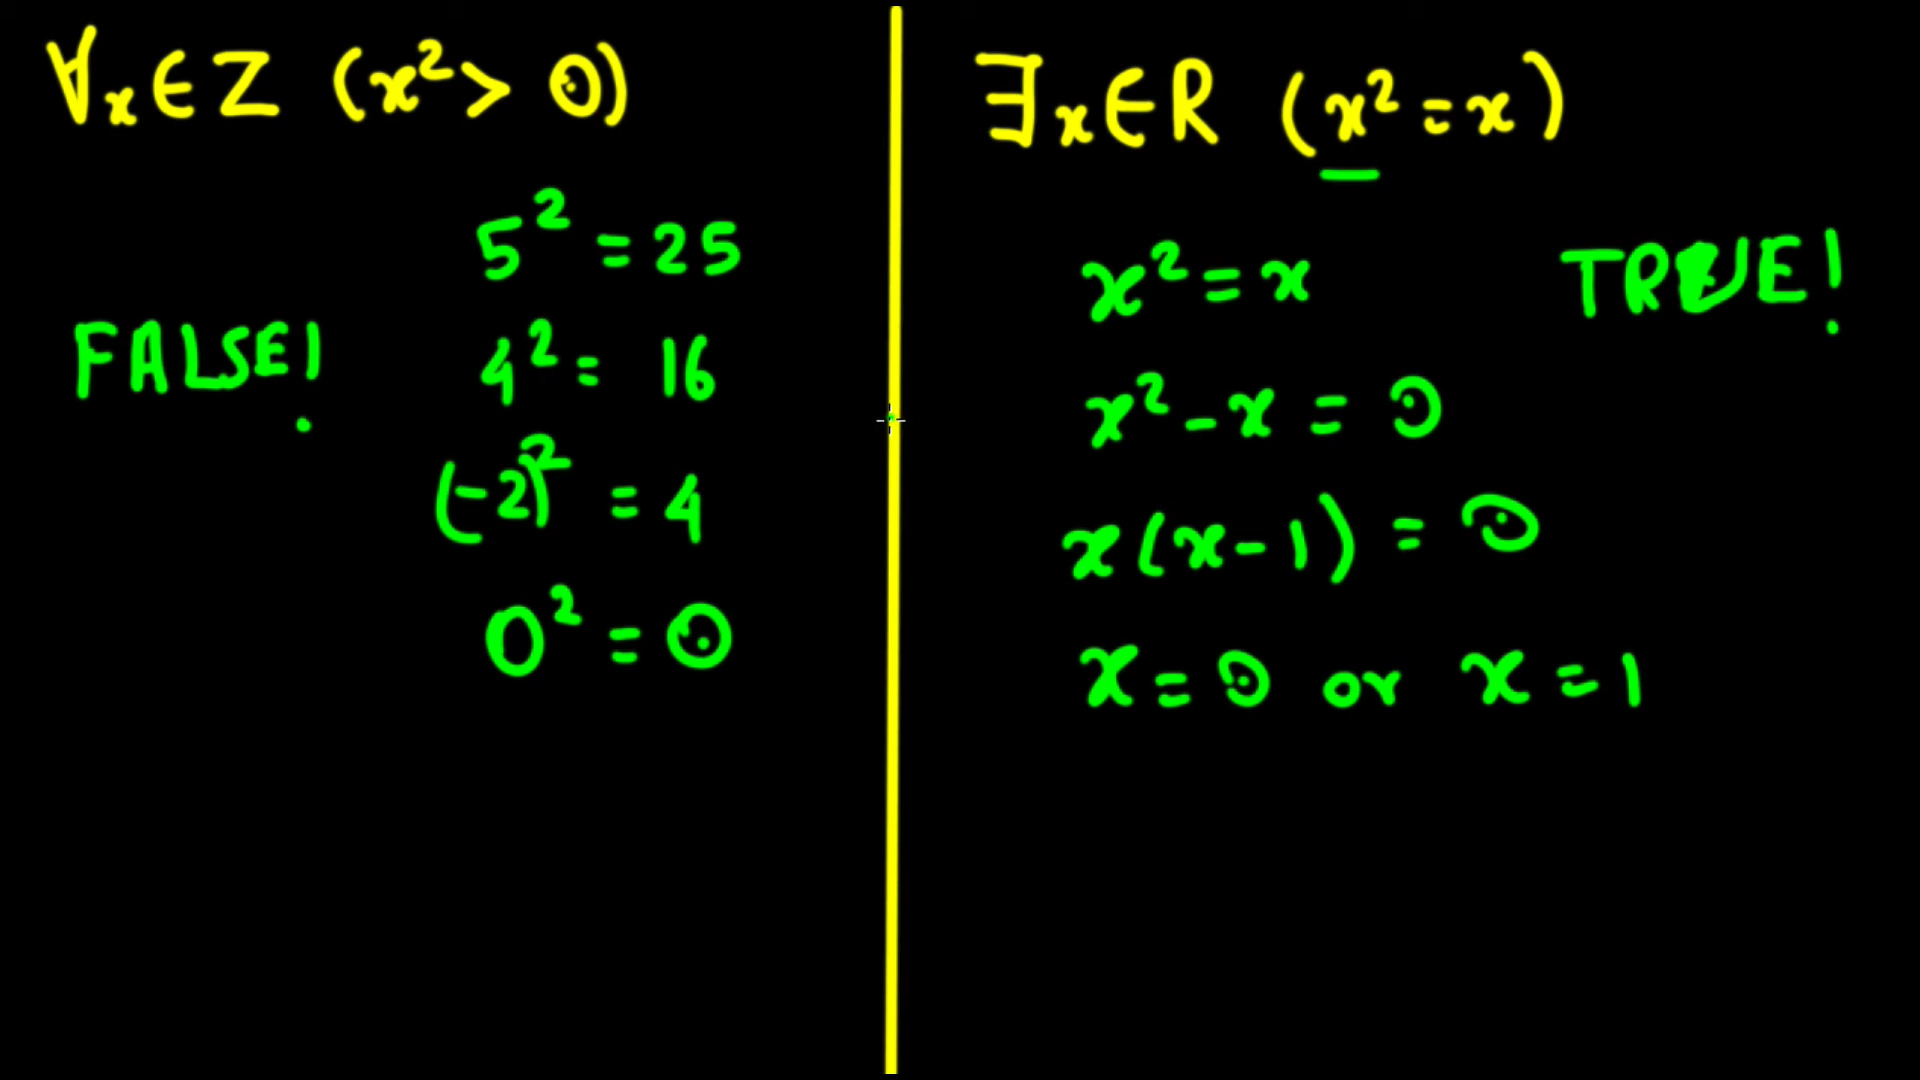 ∀x∈Z (x²>0)
5²=25
FALSE!
4²=16
(-2)²=4
0²=0
∃x∈R (x²=x)
x²=x
TRUE!
x²-x=0
x(x-1)=0
x=0 or x=1